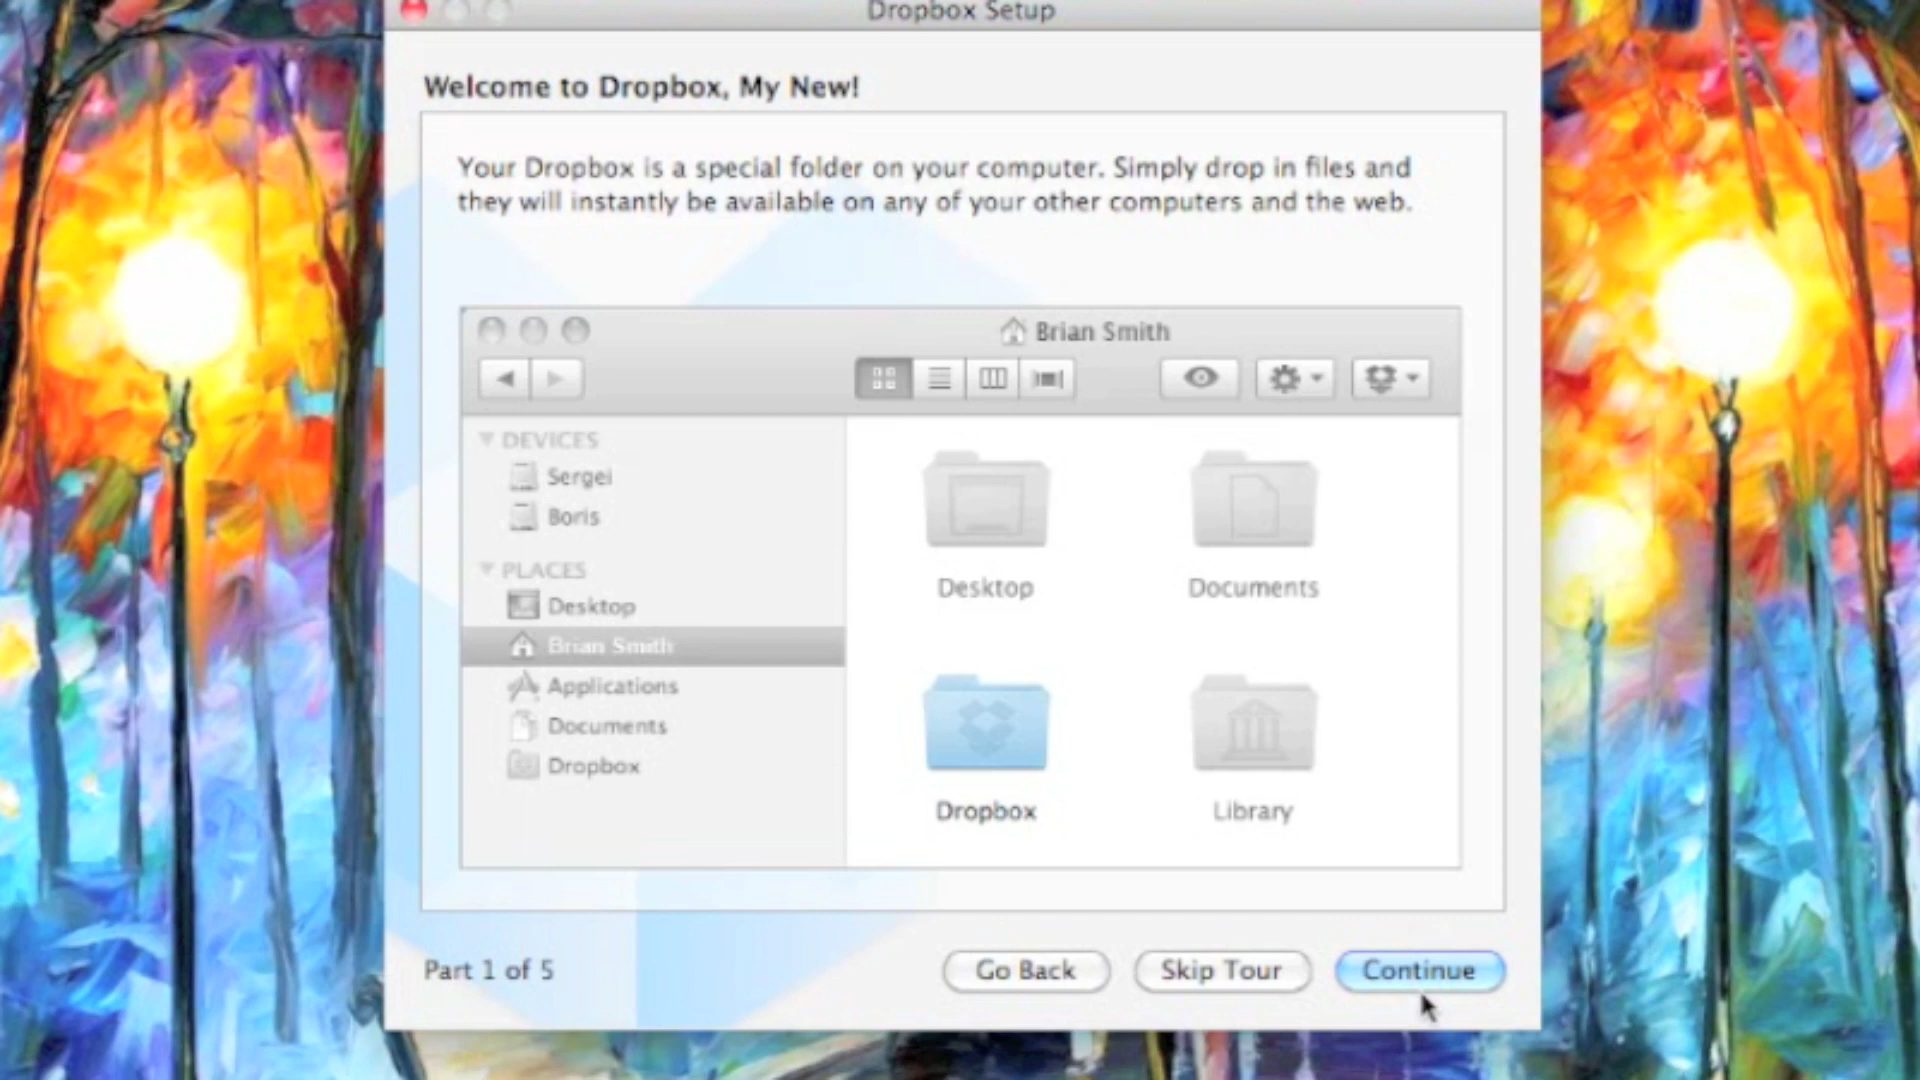 Dropbox Setup
Welcome to Dropbox, My New!
Your Dropbox is a special folder on your computer. Simply drop in files and
they will instantly be available on any of your other computers and the web.
Brian Smith
DEVICES
Sergei
Boris
PLACES
Desktop
Brian Smith
Applications
Documents
Dropbox
Desktop
Documents
Dropbox
Library
Part 1 of 5
Go Back
Skip Tour
Continue